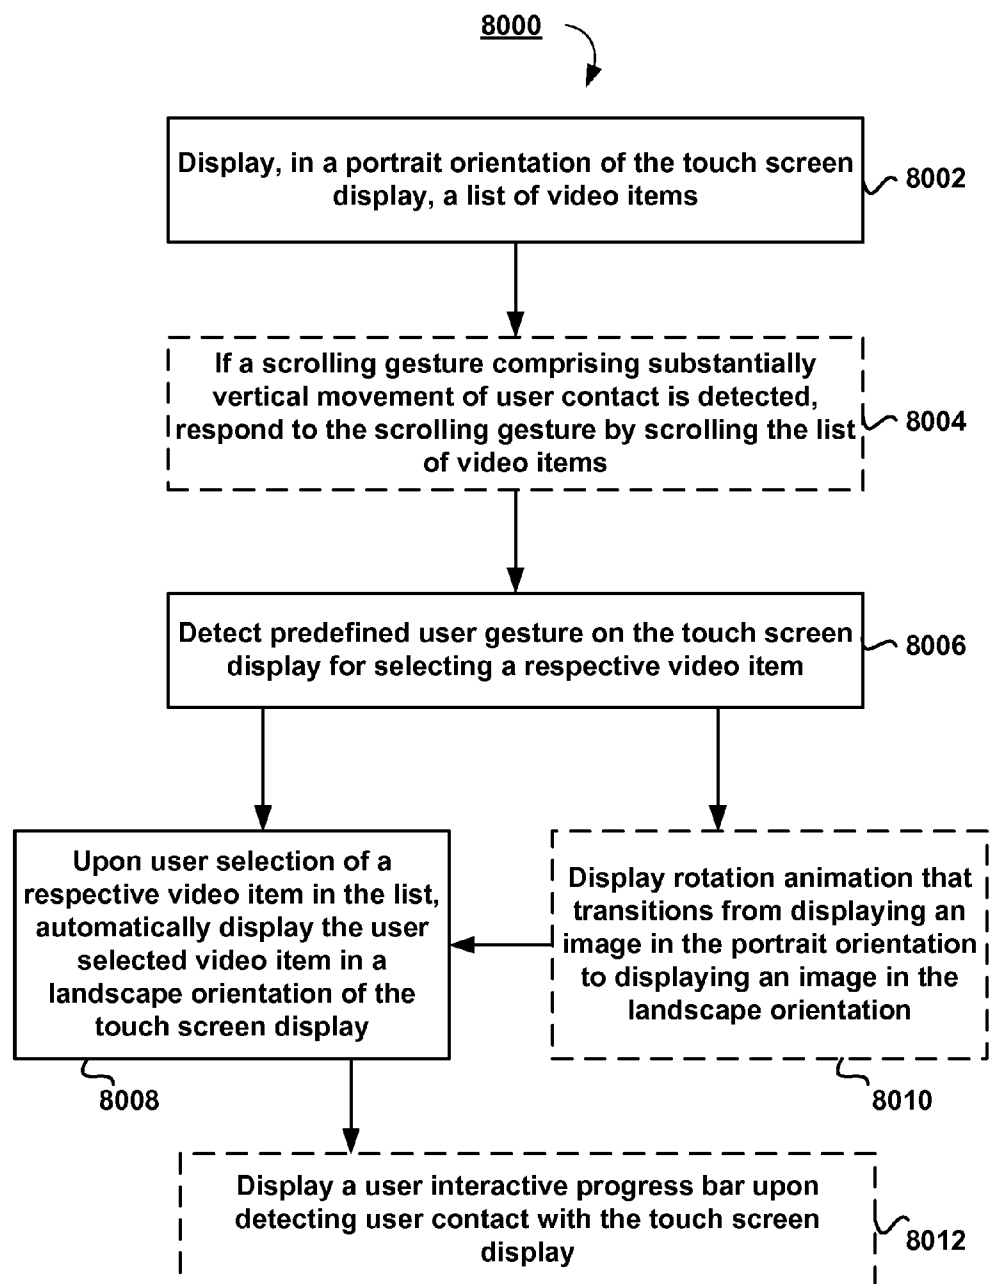 8000
Display, in a portrait orientation of the touch screen
display, a list of video items
8002
If a scrolling gesture comprising substantially
vertical movement of user contact is detected,
respond to the scrolling gesture by scrolling the list
of video items
8004
Detect predefined user gesture on the touch screen
display for selecting a respective video item
8006
Upon user selection of a
respective video item in the list,
automatically display the user
selected video item in a
landscape orientation of the
touch screen display
8008
Display rotation animation that
transitions from displaying an
image in the portrait orientation
to displaying an image in the
landscape orientation
8010
Display a user interactive progress bar upon
detecting user contact with the touch screen
display
8012